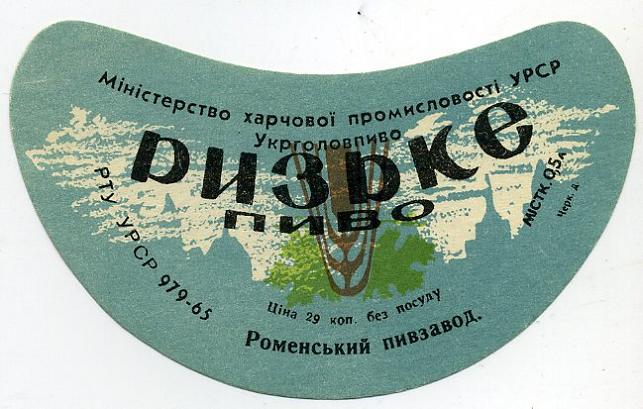 Міністерство харчової промисловості УРСР
Укрголовпиво
ризьке
пиво
РТУ УРСР 979-65
МІСТК. 0,5 л
Черк. д.
Ціна 29 коп. без посуду
Роменський пивзавод.